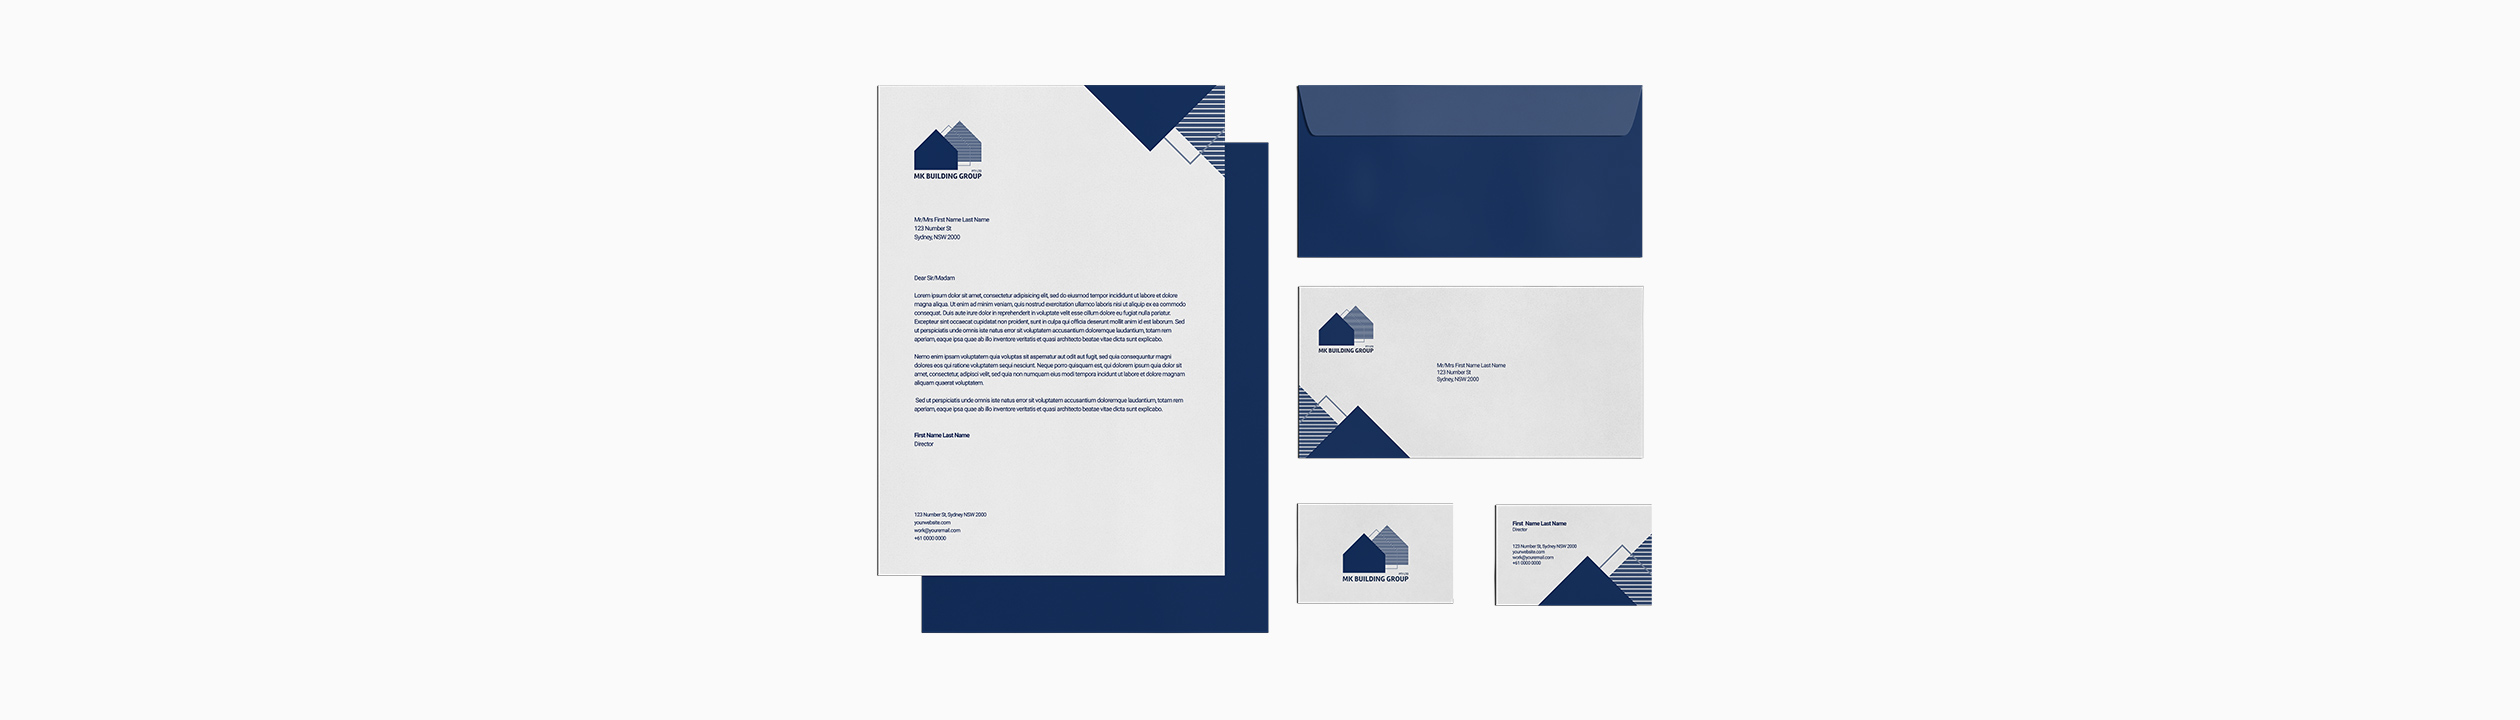 PTY LTD
MK BUILDING GROUP
Mr/Mrs First Name Last Name
123 Number St
Sydney, NSW 2000
Dear Sir/Madam
Lorem ipsum dolor sit amet, consectetur adipisicing elit, sed do eiusmod tempor incididunt ut labore et dolore
magna aliqua. Ut enim ad minim veniam, quis nostrud exercitation ullamco laboris nisi ut aliquip ex ea commodo
consequat. Duis aute irure dolor in reprehenderit in voluptate velit esse cillum dolore eu fugiat nulla pariatur.
Excepteur sint occaecat cupidatat non proident, sunt in culpa qui officia deserunt mollit anim id est laborum. Sed
ut perspiciatis unde omnis iste natus error sit voluptatem accusantium doloremque laudantium, totam rem
aperiam, eaque ipsa quae ab illo inventore veritatis et quasi architecto beatae vitae dicta sunt explicabo.
Nemo enim ipsam voluptatem quia voluptas sit aspernatur aut odit aut fugit, sed quia consequuntur magni
dolores eos qui ratione voluptatem sequi nesciunt. Neque porro quisquam est, qui dolorem ipsum quia dolor sit
amet, consectetur, adipisci velit, sed quia non numquam eius modi tempora incidunt ut labore et dolore magnam
aliquam quaerat voluptatem.
Sed ut perspiciatis unde omnis iste natus error sit voluptatem accusantium doloremque laudantium, totam rem
aperiam, eaque ipsa quae ab illo inventore veritatis et quasi architecto beatae vitae dicta sunt explicabo.
First Name Last Name
Director
123 Number St, Sydney NSW 2000
yourwebsite.com
work@youremail.com
+61 0000 0000
PTY LTD
MK BUILDING GROUP
Mr/Mrs First Name Last Name
123 Number St
Sydney, NSW 2000
PTY LTD
MK BUILDING GROUP
First Name Last Name
Director
123 Number St, Sydney NSW 2000
yourwebsite.com
work@youremail.com
+61 0000 0000